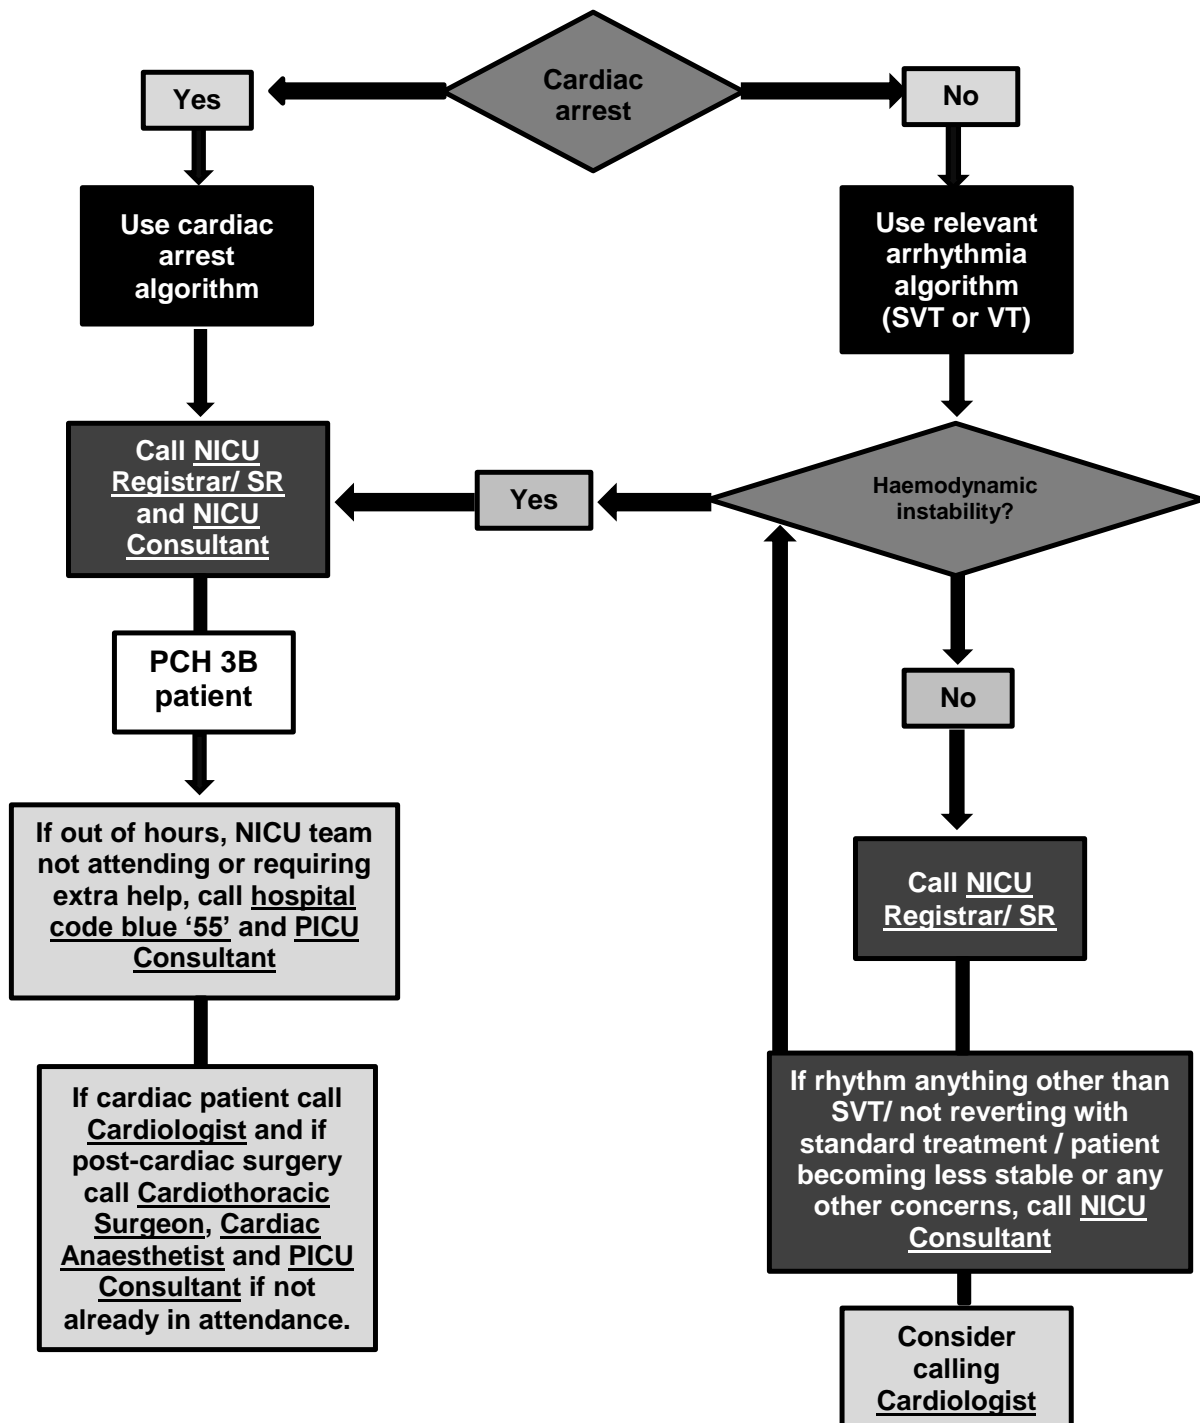 Cardiac
arrest
Yes
No
Use cardiac
arrest
algorithm
Use relevant
arrhythmia
algorithm
(SVT or VT)
Call NICU
Registrar/ SR
and NICU
Consultant
Yes
Haemodynamic
instability?
PCH 3B
patient
No
If out of hours, NICU team
not attending or requiring
extra help, call hospital
code blue ‘55’ and PICU
Consultant
Call NICU
Registrar/ SR
If cardiac patient call
Cardiologist and if
post-cardiac surgery
call Cardiothoracic
Surgeon, Cardiac
Anaesthetist and PICU
Consultant if not
already in attendance.
If rhythm anything other than
SVT/ not reverting with
standard treatment / patient
becoming less stable or any
other concerns, call NICU
Consultant
Consider
calling
Cardiologist